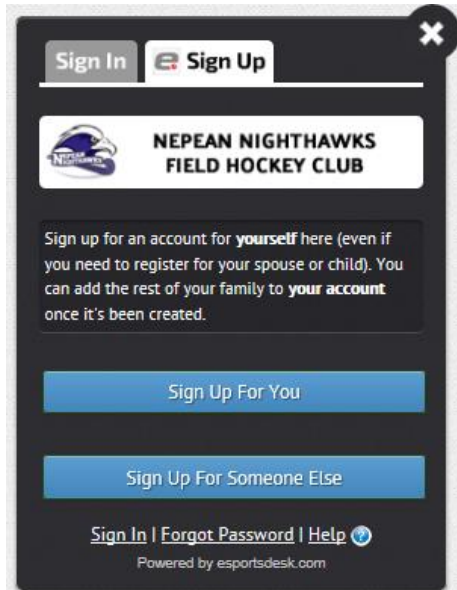 Sign In e. Sign Up
NEPEAN NIGHTHAWKS
FIELD HOCKEY CLUB
NEPEAN
NIGHTHAWKS
Sign up for an account for yourself here (even if
you need to register for your spouse or child). You
can add the rest of your family to your account
once it's been created.
Sign Up For You
Sign Up For Someone Else
Sign In | Forgot Password | Help ?
Powered by esportsdesk.com